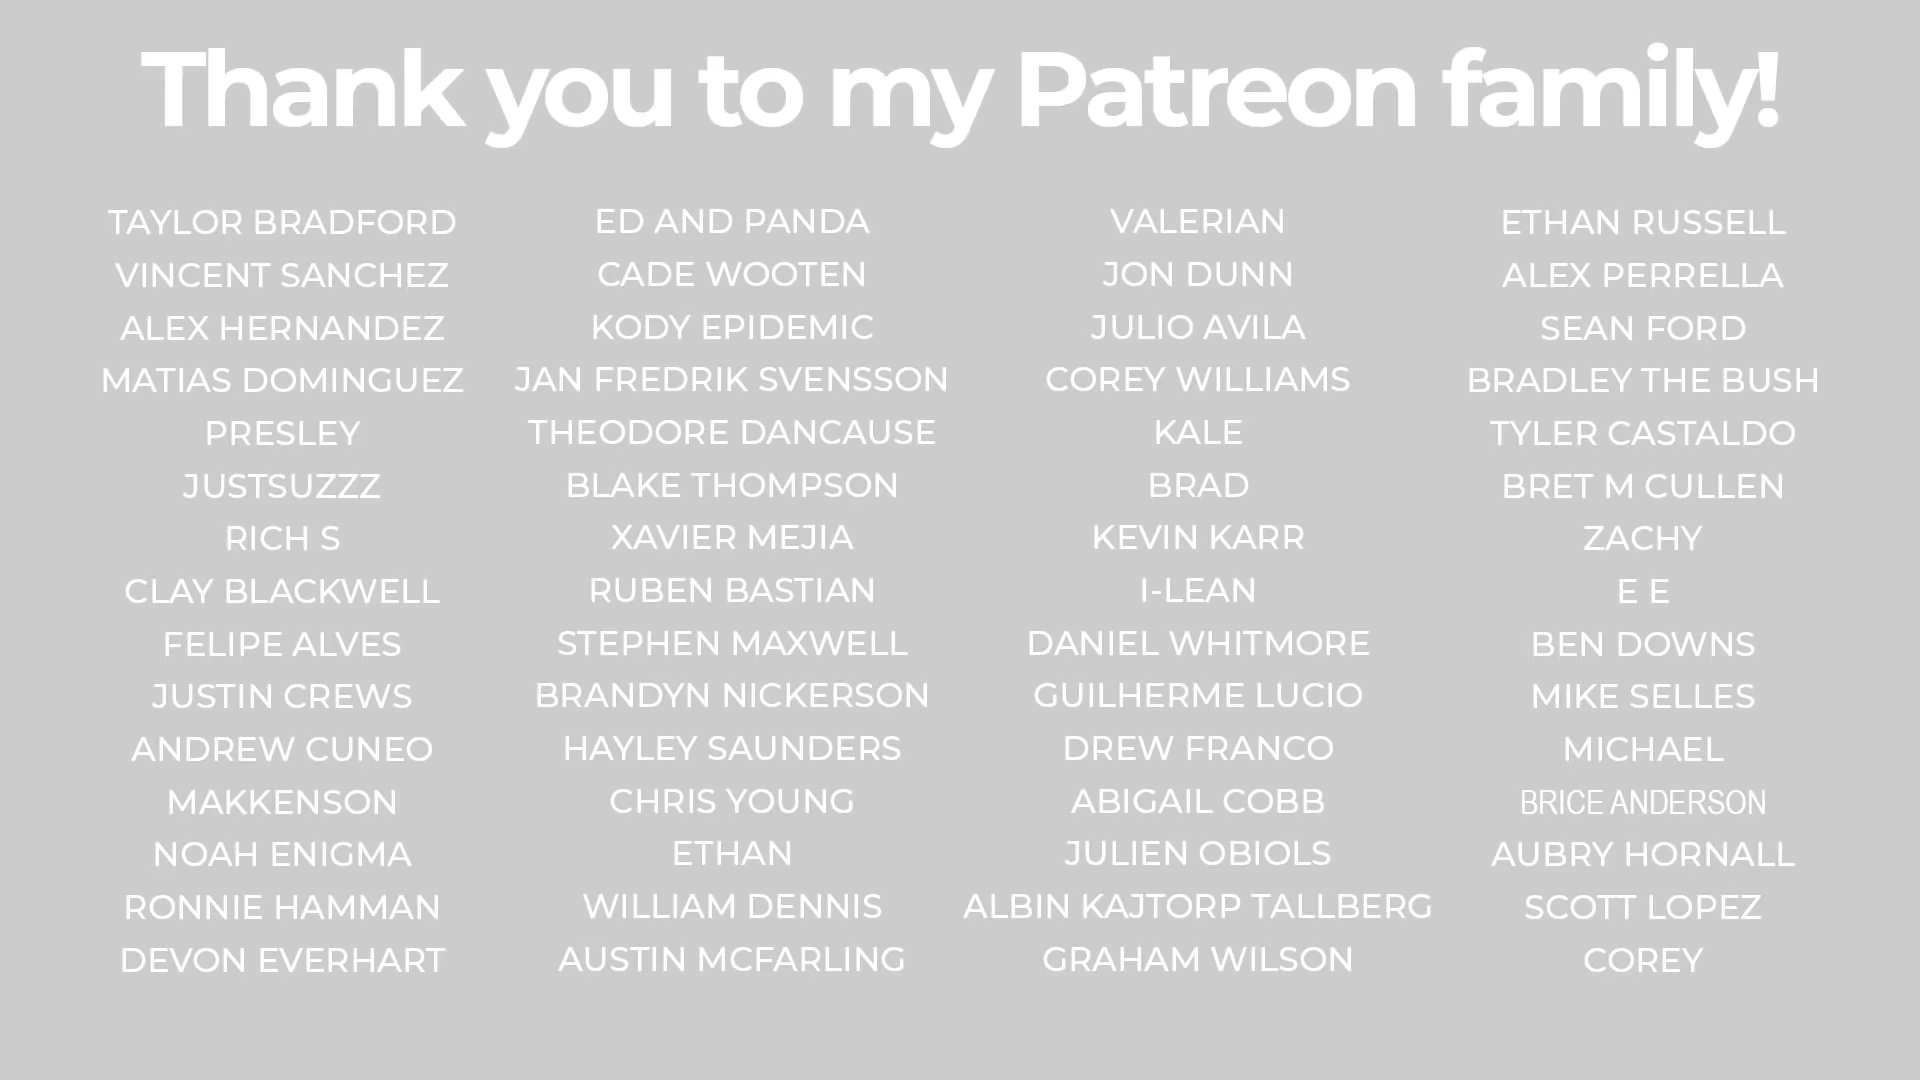 Thank you to my Patreon family!
TAYLOR BRADFORD
VINCENT SANCHEZ
ALEX HERNANDEZ
MATIAS DOMINGUEZ
PRESLEY
JUSTSUZZZ
RICH S
CLAY BLACKWELL
FELIPE ALVES
JUSTIN CREWS
ANDREW CUNEO
MAKKENSON
NOAH ENIGMA
RONNIE HAMMAN
DEVON EVERHART
ED AND PANDA
CADE WOOTEN
KODY EPIDEMIC
JAN FREDRIK SVENSSON
THEODORE DANCAUSE
BLAKE THOMPSON
XAVIER MEJIA
RUBEN BASTIAN
STEPHEN MAXWELL
BRANDYN NICKERSON
HAYLEY SAUNDERS
CHRIS YOUNG
ETHAN
WILLIAM DENNIS
AUSTIN MCFARLING
VALERIAN
JON DUNN
JULIO AVILA
COREY WILLIAMS
KALE
BRAD
KEVIN KARR
I-LEAN
DANIEL WHITMORE
GUILHERME LUCIO
DREW FRANCO
ABIGAIL COBB
JULIEN OBIOLS
ALBIN KAJTORP TALLBERG
GRAHAM WILSON
ETHAN RUSSELL
ALEX PERRELLA
SEAN FORD
BRADLEY THE BUSH
TYLER CASTALDO
BRET M CULLEN
ZACHY
E E
BEN DOWNS
MIKE SELLES
MICHAEL
BRICE ANDERSON
AUBRY HORNALL
SCOTT LOPEZ
COREY